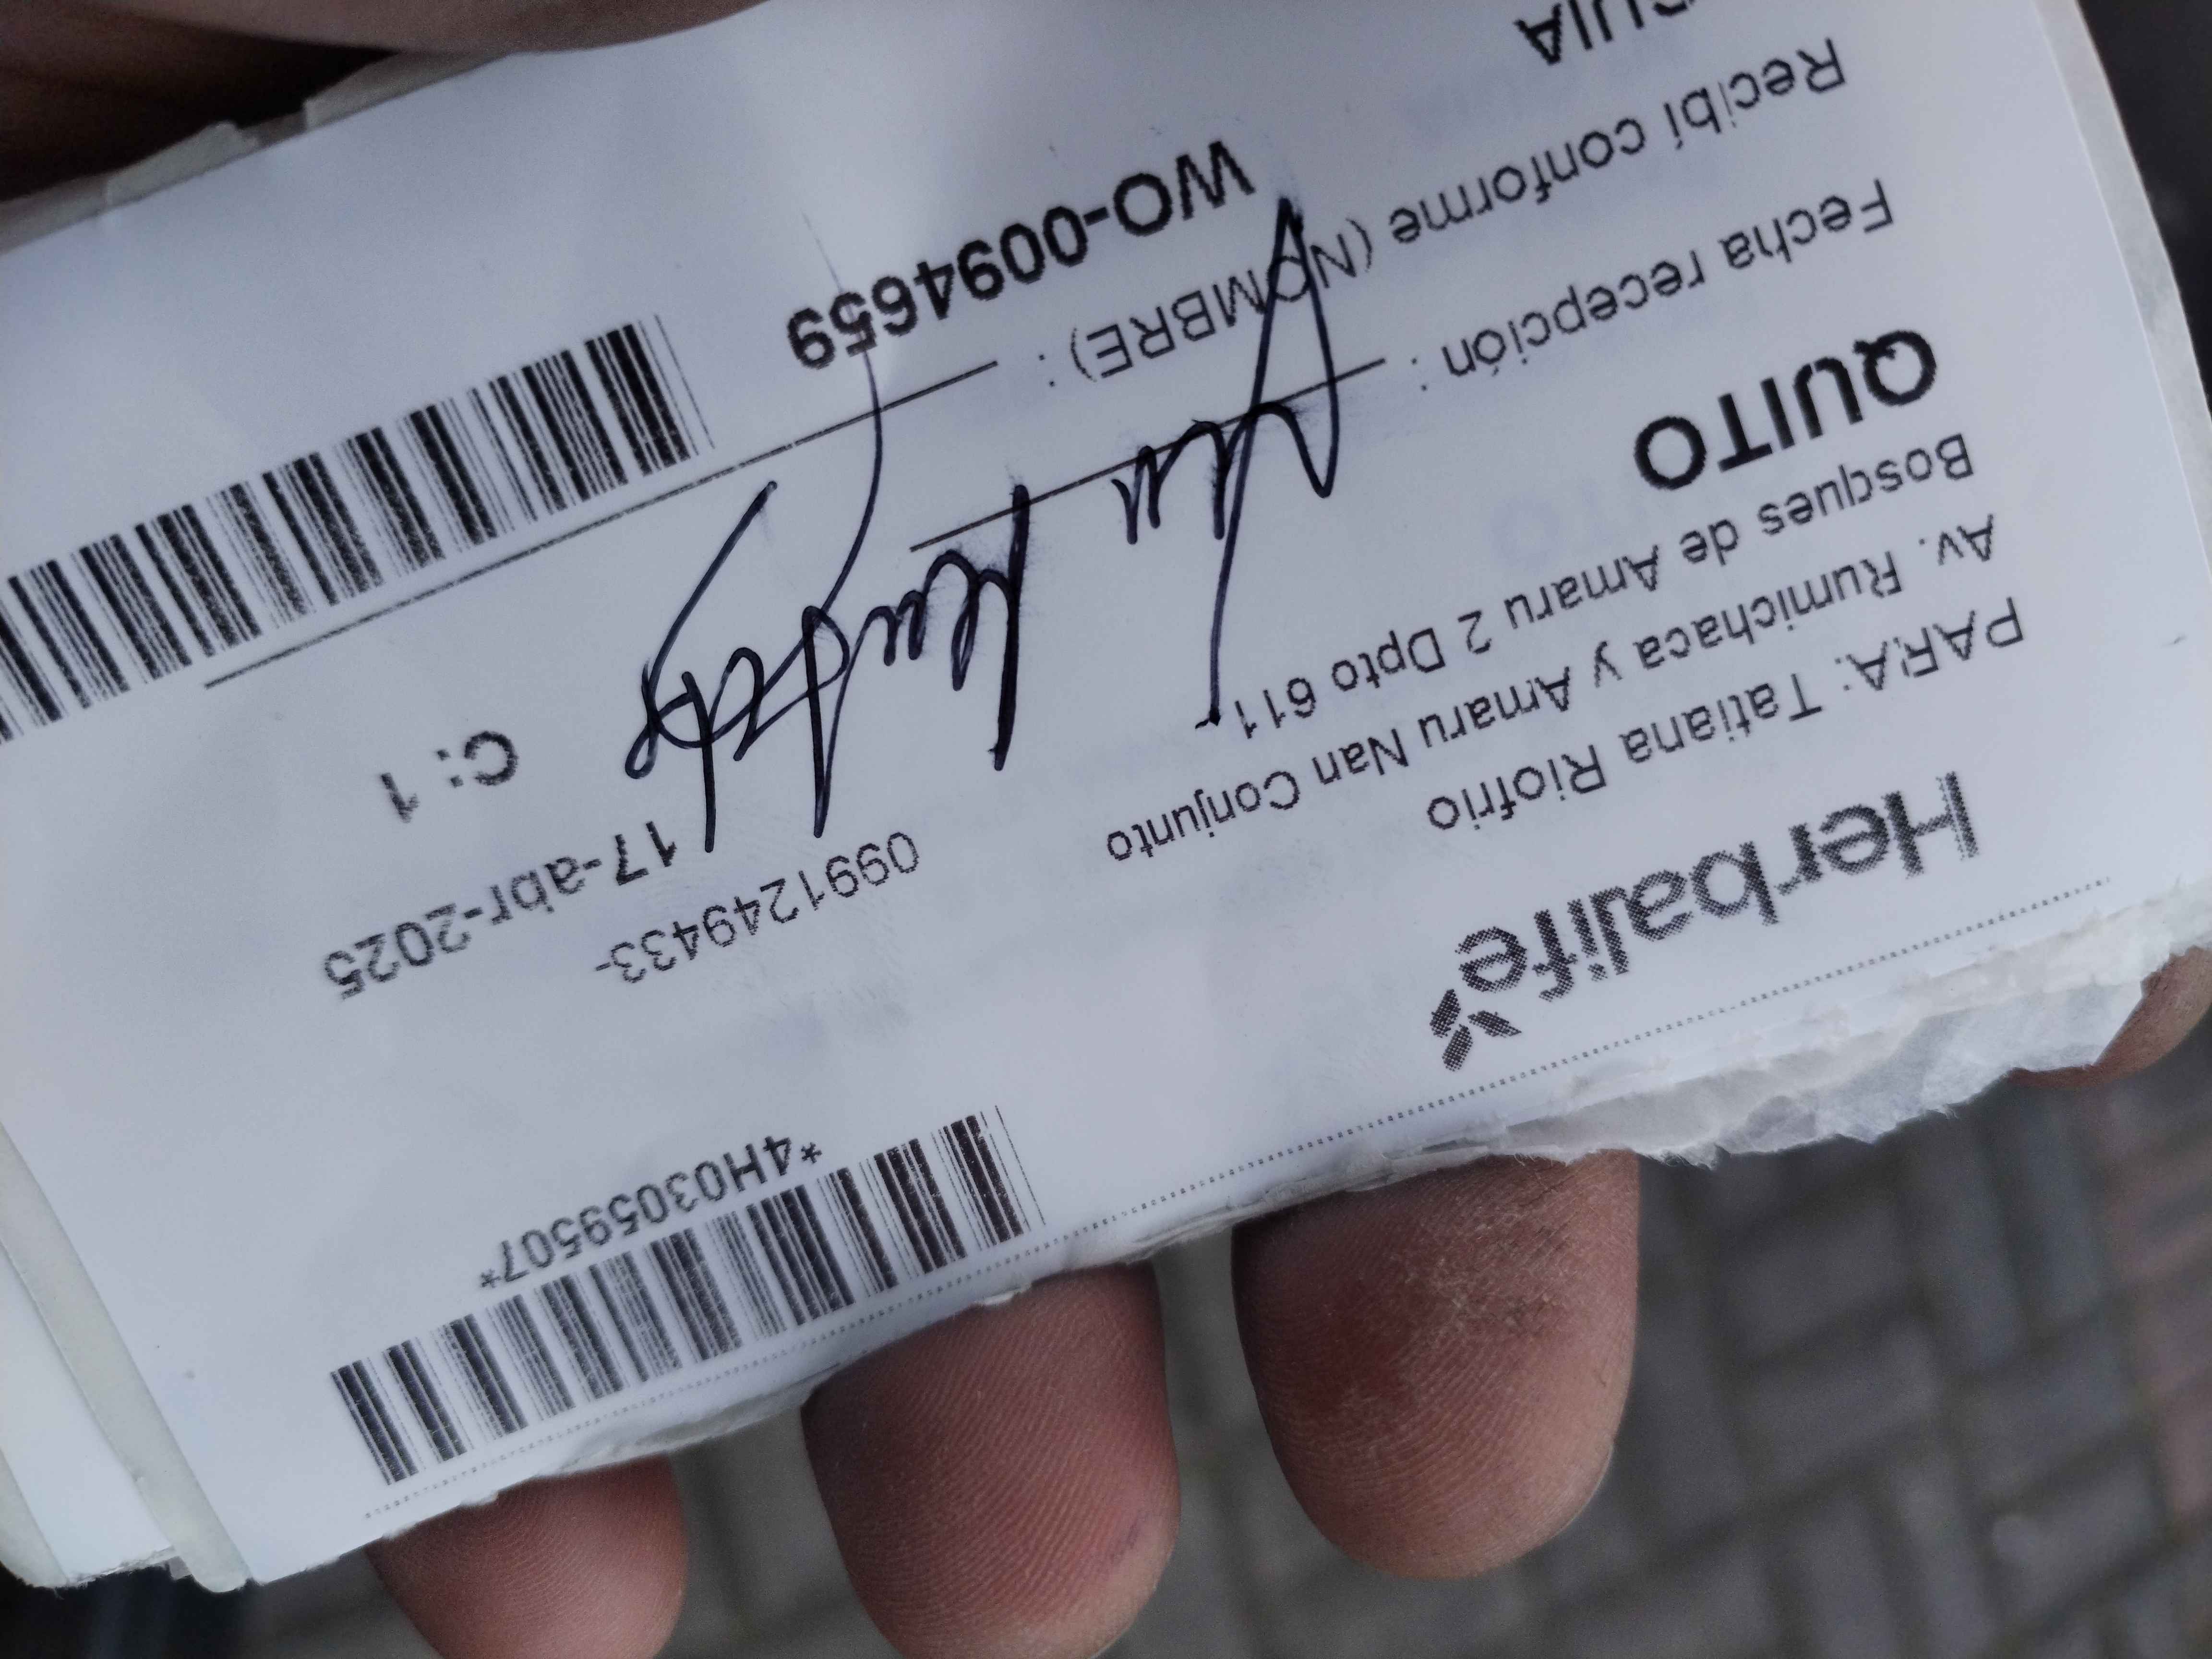 *4H03059507*
Herbalife
PARA: Tatiana Riofrio
0991249433-
Av. Rumichaca y Amaru Nan Conjunto
17-abr-2025
Bosques de Amaru 2 Dpto 611-
C: 1
QUITO
Fecha recepción :
Recibí conforme (NOMBRE) :
WO-0094659